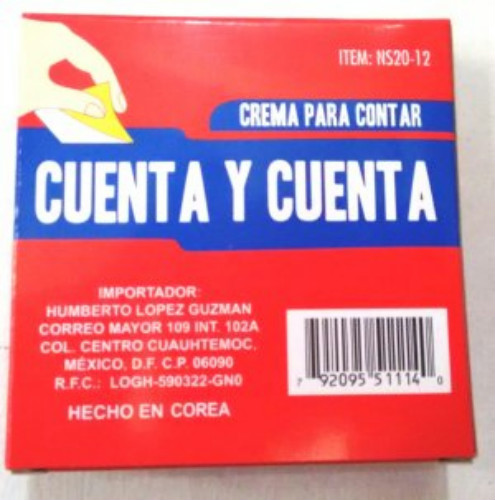 ITEM: NS20-12
CREMA PARA CONTAR
CUENTA Y CUENTA
IMPORTADOR:
HUMBERTO LOPEZ GUZMAN
CORREO MAYOR 109 INT. 102A
COL. CENTRO CUAUHTEMOC.
MÉXICO, D.F. C.P. 06090
R.F.C.: LOGH-590322-GN0
HECHO EN COREA
7 92095 51114 0